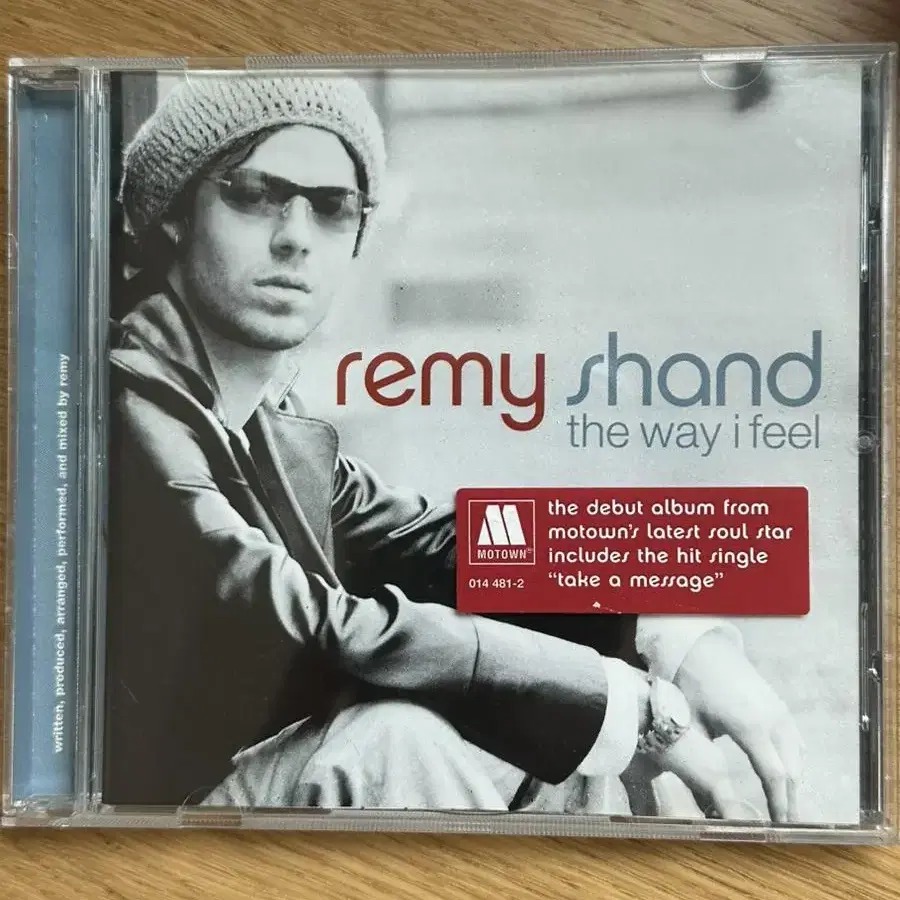 written, produced, arranged, performed, and mixed by remy
remy shand
the way i feel
MOTOWN®
014 481-2
the debut album from
motown's latest soul star
includes the hit single
"take a message"